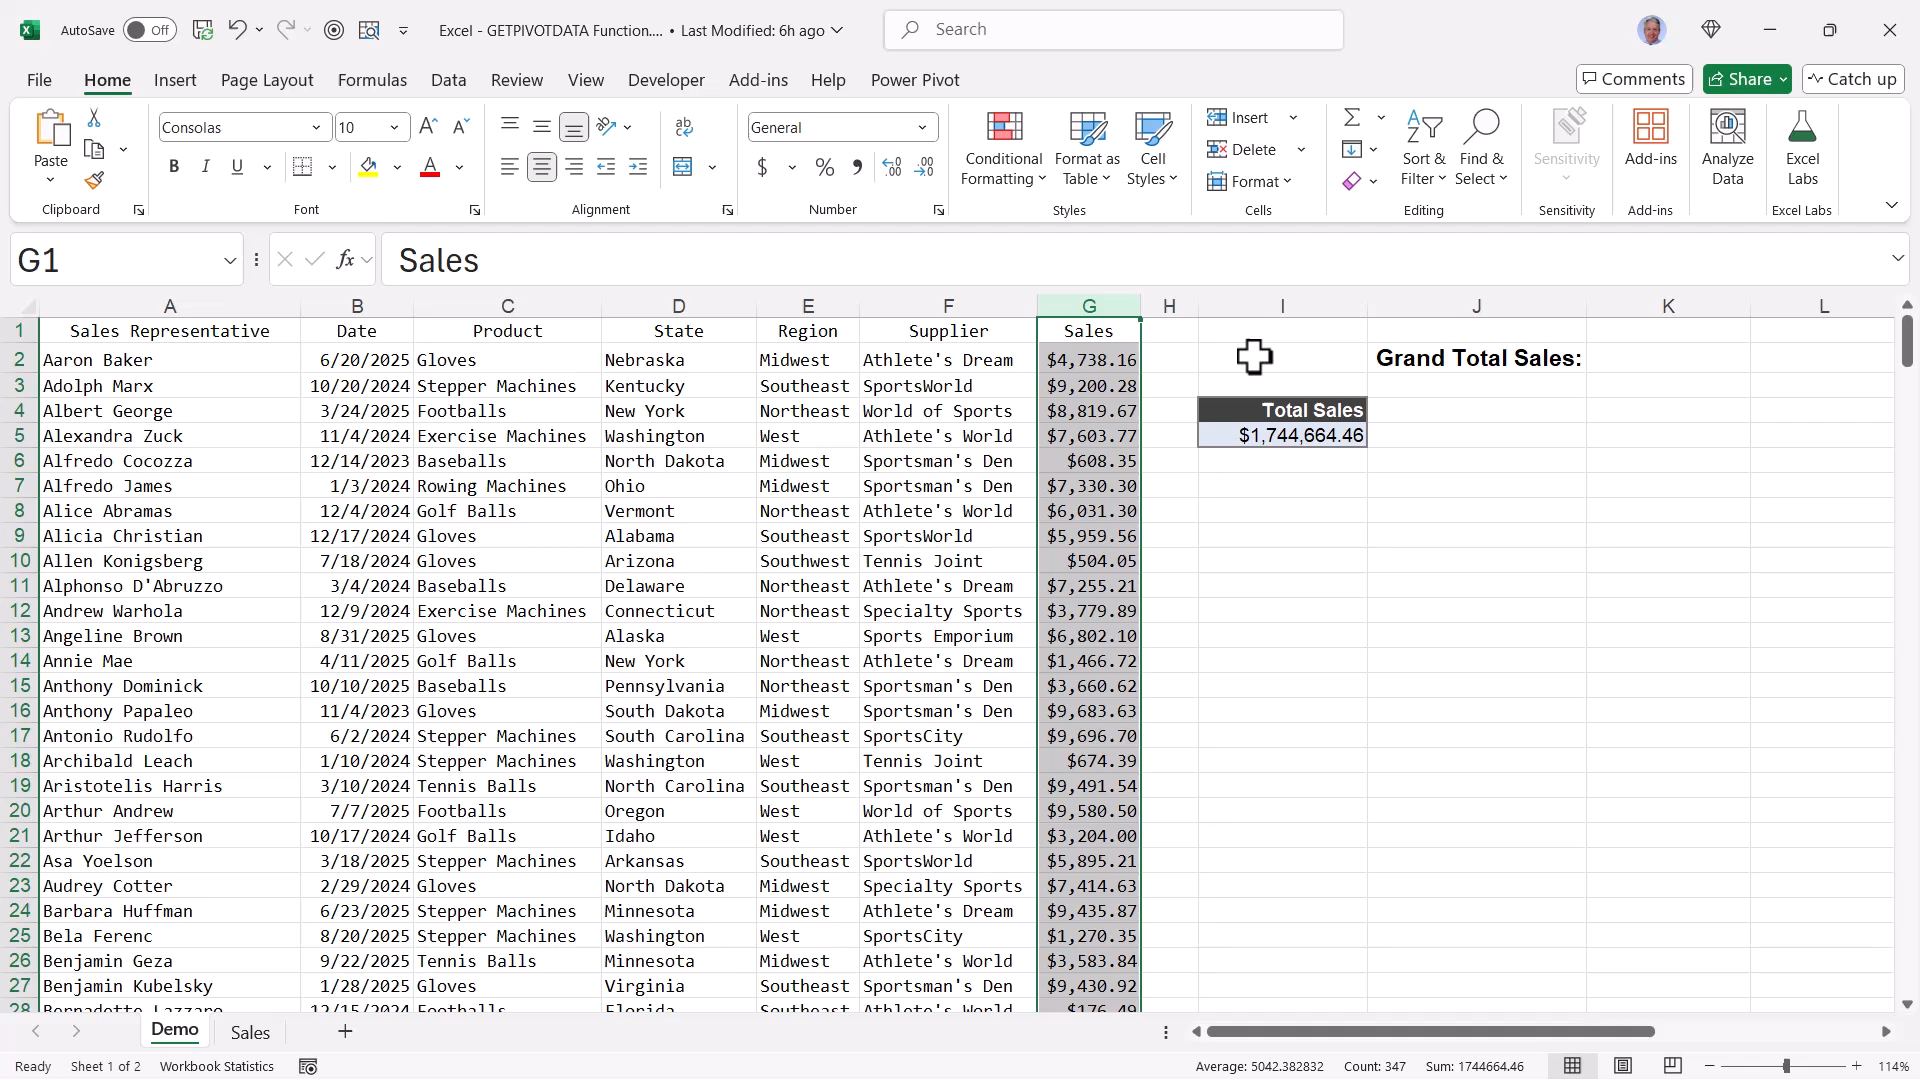 AutoSave Off Excel - GETPIVOTDATA Function.... • Last Modified: 6h ago Search
File Home Insert Page Layout Formulas Data Review View Developer Add-ins Help Power Pivot Comments Share Catch up
Paste Consolas 10 General Conditional Formatting Format as Table Cell Styles Insert Delete Format Sort & Filter Find & Select Sensitivity Add-ins Analyze Data Excel Labs
Clipboard Font Alignment Number Styles Cells Editing Sensitivity Add-ins Excel Labs
G1 fx Sales
A B C D E F G H I J K L
1 Sales Representative Date Product State Region Supplier Sales
2 Aaron Baker 6/20/2025 Gloves Nebraska Midwest Athlete's Dream $4,738.16 Grand Total Sales:
3 Adolph Marx 10/20/2024 Stepper Machines Kentucky Southeast SportsWorld $9,200.28
4 Albert George 3/24/2025 Footballs New York Northeast World of Sports $8,819.67 Total Sales
5 Alexandra Zuck 11/4/2024 Exercise Machines Washington West Athlete's World $7,603.77 $1,744,664.46
6 Alfredo Cocozza 12/14/2023 Baseballs North Dakota Midwest Sportsman's Den $608.35
7 Alfredo James 1/3/2024 Rowing Machines Ohio Midwest Sportsman's Den $7,330.30
8 Alice Abramas 12/4/2024 Golf Balls Vermont Northeast Athlete's World $6,031.30
9 Alicia Christian 12/17/2024 Gloves Alabama Southeast SportsWorld $5,959.56
10 Allen Konigsberg 7/18/2024 Gloves Arizona Southwest Tennis Joint $504.05
11 Alphonso D'Abruzzo 3/4/2024 Baseballs Delaware Northeast Athlete's Dream $7,255.21
12 Andrew Warhola 12/9/2024 Exercise Machines Connecticut Northeast Specialty Sports $3,779.89
13 Angeline Brown 8/31/2025 Gloves Alaska West Sports Emporium $6,802.10
14 Annie Mae 4/11/2025 Golf Balls New York Northeast Athlete's Dream $1,466.72
15 Anthony Dominick 10/10/2025 Baseballs Pennsylvania Northeast Sportsman's Den $3,660.62
16 Anthony Papaleo 11/4/2023 Gloves South Dakota Midwest Sportsman's Den $9,683.63
17 Antonio Rudolfo 6/2/2024 Stepper Machines South Carolina Southeast SportsCity $9,696.70
18 Archibald Leach 1/10/2024 Stepper Machines Washington West Tennis Joint $674.39
19 Aristotelis Harris 3/10/2024 Tennis Balls North Carolina Southeast Sportsman's Den $9,491.54
20 Arthur Andrew 7/7/2025 Footballs Oregon West World of Sports $9,580.50
21 Arthur Jefferson 10/17/2024 Golf Balls Idaho West Athlete's World $3,204.00
22 Asa Yoelson 3/18/2025 Stepper Machines Arkansas Southeast SportsWorld $5,895.21
23 Audrey Cotter 2/29/2024 Gloves North Dakota Midwest Specialty Sports $7,414.63
24 Barbara Huffman 6/23/2025 Stepper Machines Minnesota Midwest Athlete's Dream $9,435.87
25 Bela Ferenc 8/20/2025 Stepper Machines Washington West SportsCity $1,270.35
26 Benjamin Geza 9/22/2025 Tennis Balls Minnesota Midwest Athlete's World $3,583.84
27 Benjamin Kubelsky 1/28/2025 Gloves Virginia Southeast Sportsman's Den $9,430.92
28 Bernadette Lazzaro 12/15/2024 Footballs Florida Southeast Athlete's World $176.49
Demo Sales
Ready Sheet 1 of 2 Workbook Statistics Average: 5042.382832 Count: 347 Sum: 1744664.46 114%